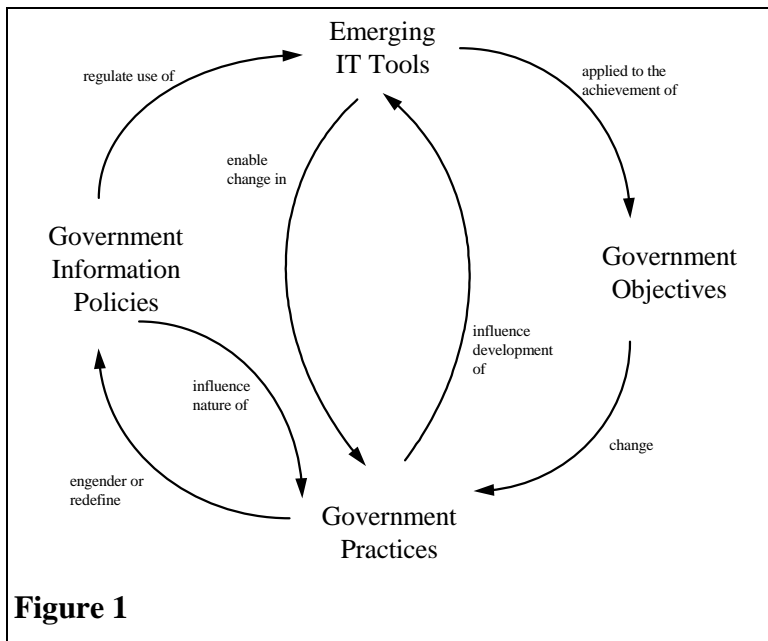 Emerging
IT Tools
regulate use of
applied to the
achievement of
enable
change in
Government
Information
Policies
Government
Objectives
influence
development
of
influence
nature of
change
engender or
redefine
Government
Practices
Figure 1